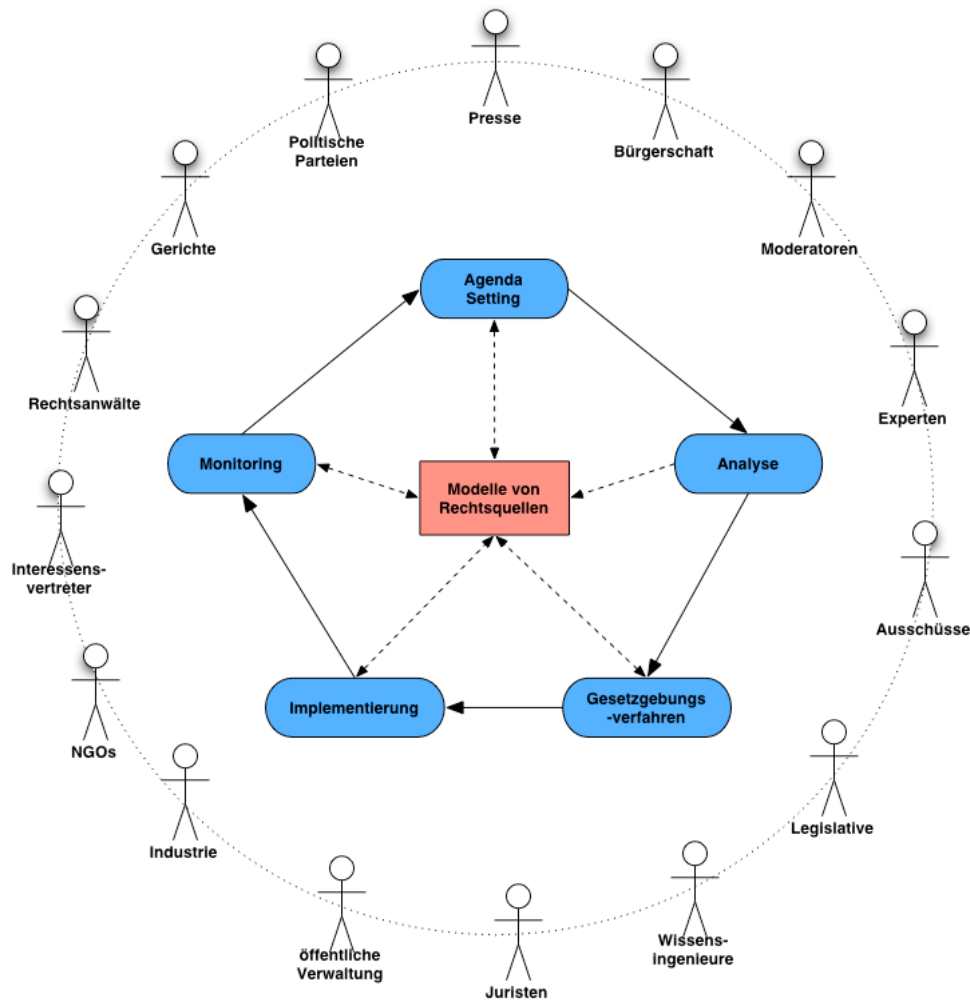 Presse
Politische
Parteien
Bürgerschaft
Gerichte
Moderatoren
Agenda
Setting
Rechtsanwälte
Experten
Monitoring
Analyse
Modelle von
Rechtsquellen
Interessens-
vertreter
Ausschüsse
Implementierung
Gesetzgebungs
-verfahren
NGOs
Legislative
Industrie
öffentliche
Verwaltung
Wissens-
ingenieure
Juristen